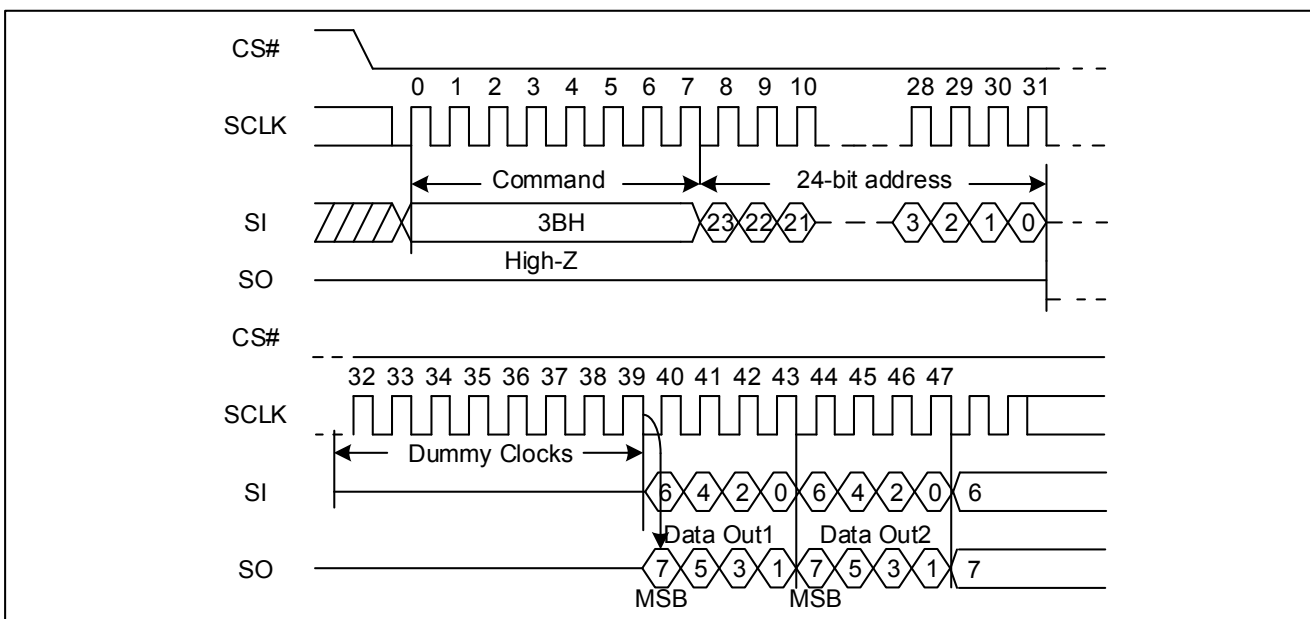 CS#
0 1 2 3 4 5 6 7 8 9 10 28 29 30 31
SCLK
Command 24-bit address
SI 3BH 23 22 21 3 2 1 0
High-Z
SO
CS#
32 33 34 35 36 37 38 39 40 41 42 43 44 45 46 47
SCLK
Dummy Clocks
SI 6 4 2 0 6 4 2 0 6
Data Out1 Data Out2
SO 7 5 3 1 7 5 3 1 7
MSB MSB